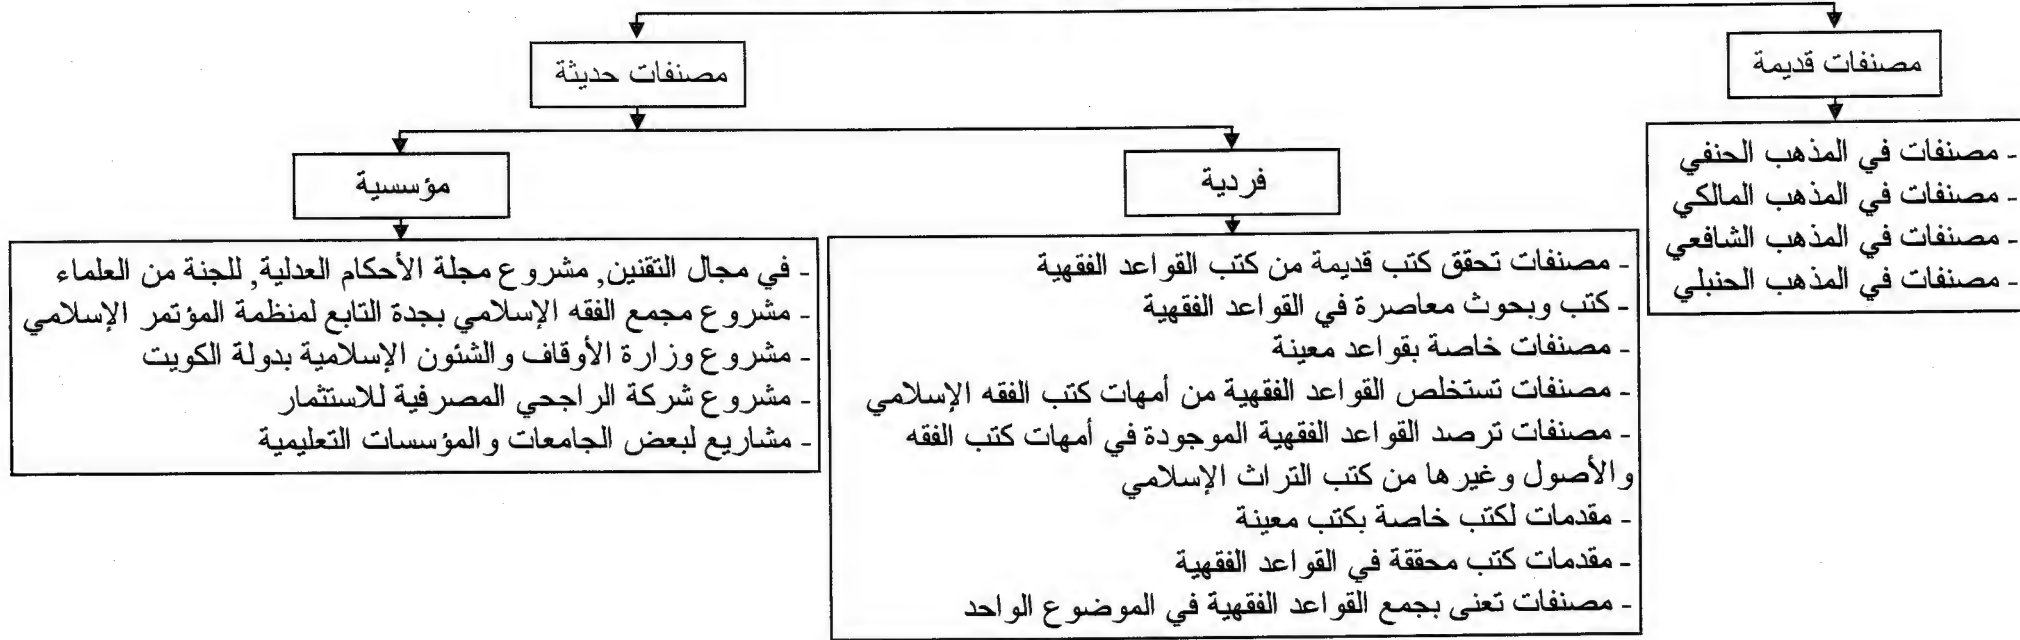 مصنفات قديمة
- مصنفات في المذهب الحنفي
- مصنفات في المذهب المالكي
- مصنفات في المذهب الشافعي
- مصنفات في المذهب الحنبلي
مصنفات حديثة
فردية
- مصنفات تحقق كتب قديمة من كتب القواعد الفقهية
- كتب وبحوث معاصرة في القواعد الفقهية
- مصنفات خاصة بقواعد معينة
- مصنفات تستخلص القواعد الفقهية من أمهات كتب الفقه الإسلامي
- مصنفات ترصد القواعد الفقهية الموجودة في أمهات كتب الفقه
والأصول وغيرها من كتب التراث الإسلامي
- مقدمات لكتب خاصة بكتب معينة
- مقدمات كتب محققة في القواعد الفقهية
- مصنفات تعنى بجمع القواعد الفقهية في الموضوع الواحد
مؤسسية
- في مجال التقنين, مشروع مجلة الأحكام العدلية, للجنة من العلماء
- مشروع مجمع الفقه الإسلامي بجدة التابع لمنظمة المؤتمر الإسلامي
- مشروع وزارة الأوقاف والشئون الإسلامية بدولة الكويت
- مشروع شركة الراجحي المصرفية للاستثمار
- مشاريع لبعض الجامعات والمؤسسات التعليمية